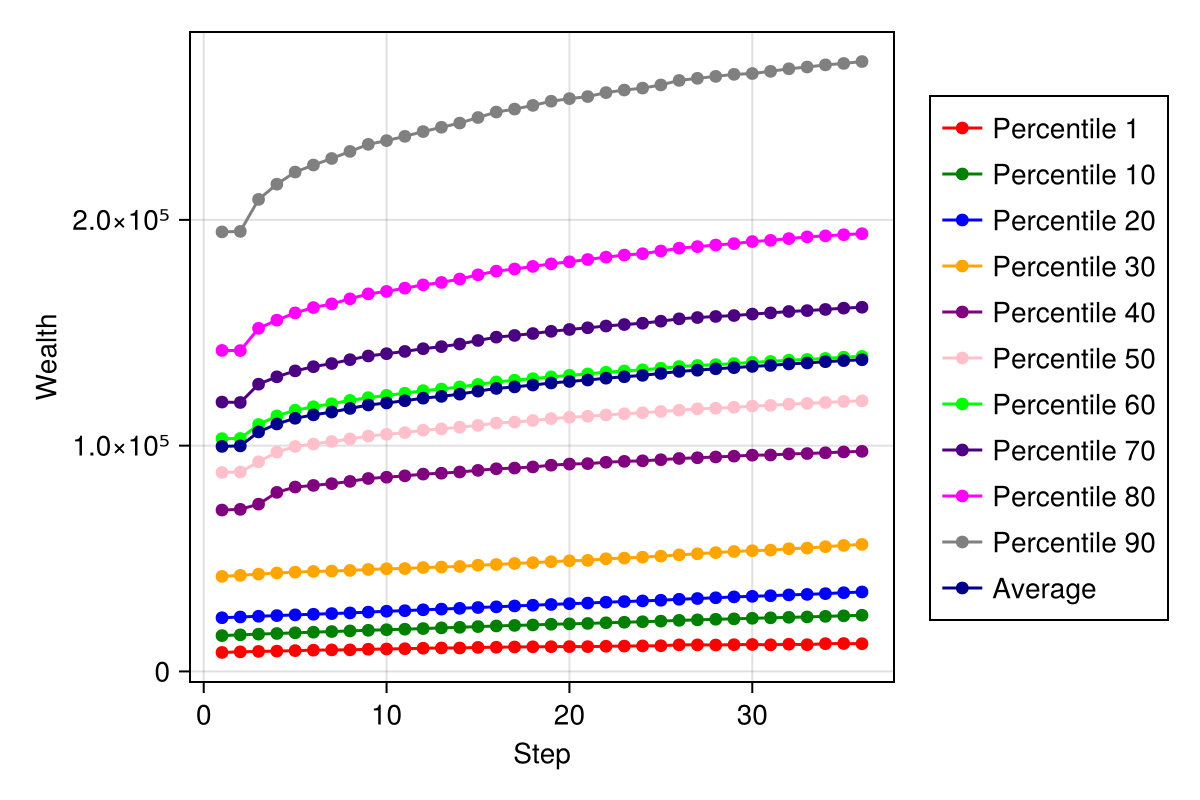 Wealth
2.0×10⁵
1.0×10⁵
0
0 10 20 30
Step
Percentile 1
Percentile 10
Percentile 20
Percentile 30
Percentile 40
Percentile 50
Percentile 60
Percentile 70
Percentile 80
Percentile 90
Average